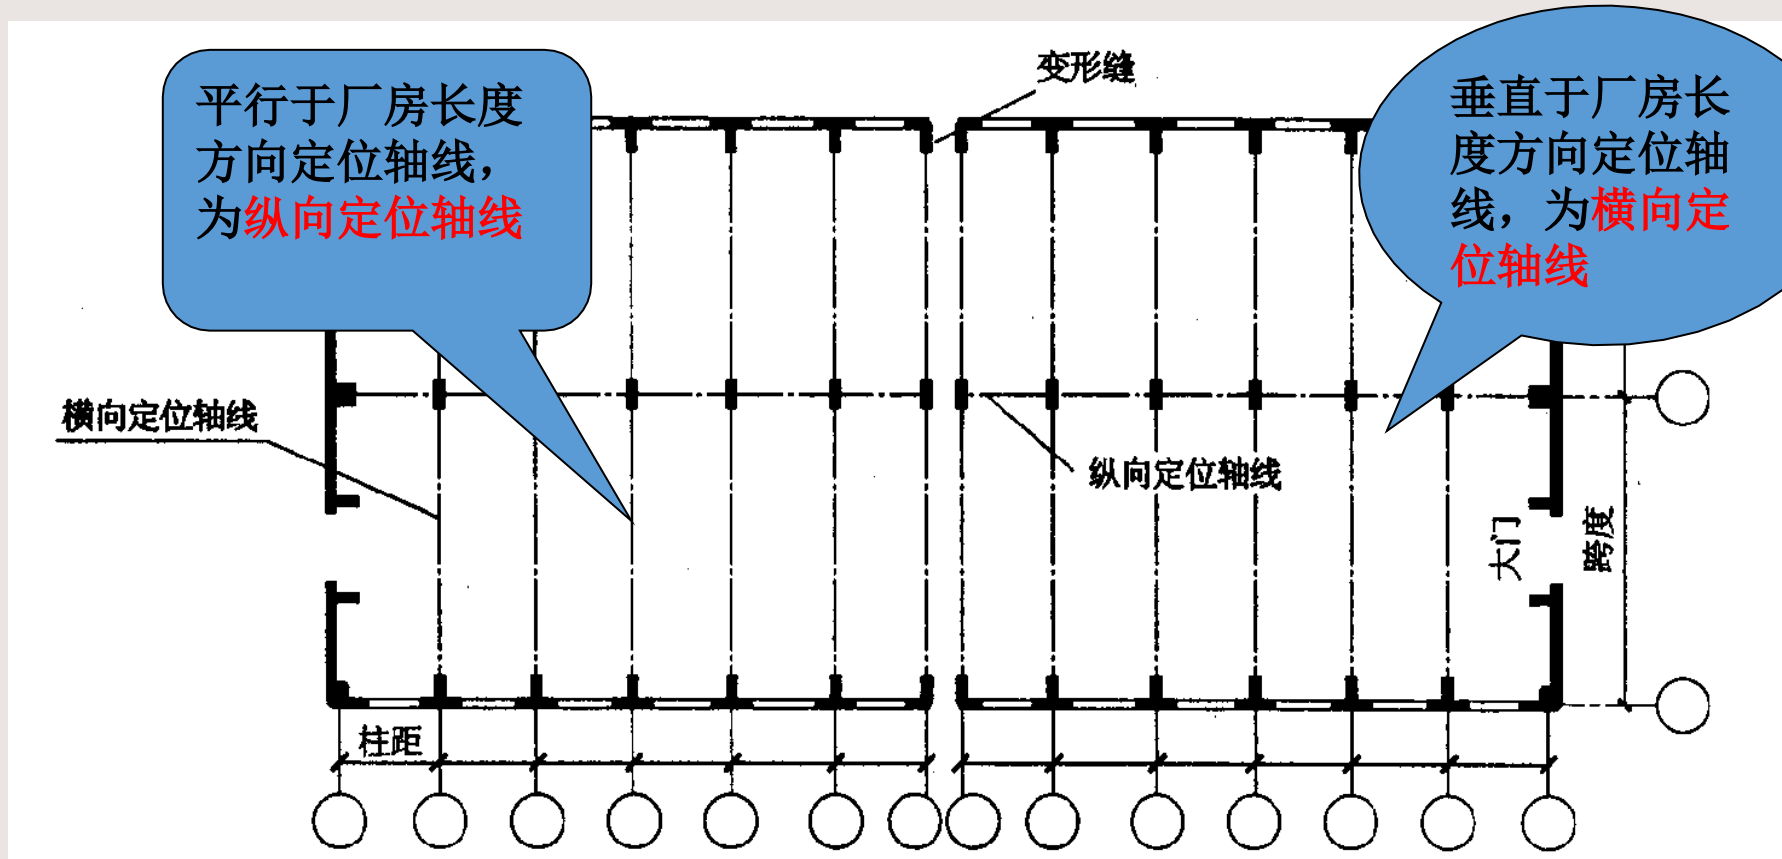 变形缝
平行于厂房长度
方向定位轴线，
为纵向定位轴线
垂直于厂房长
度方向定位轴
线，为横向定
位轴线
横向定位轴线
纵向定位轴线
大门
跨度
柱距